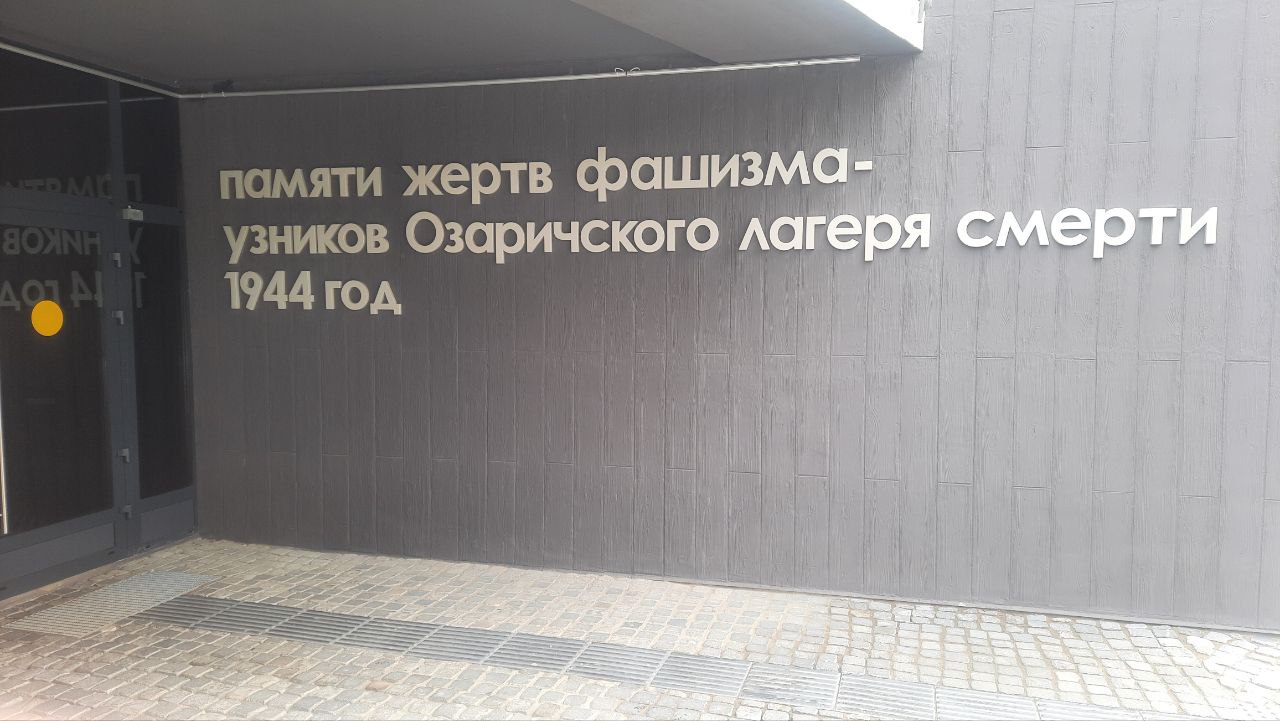 памяти жертв фашизма-
узников Озаричского лагеря смерти
1944 год